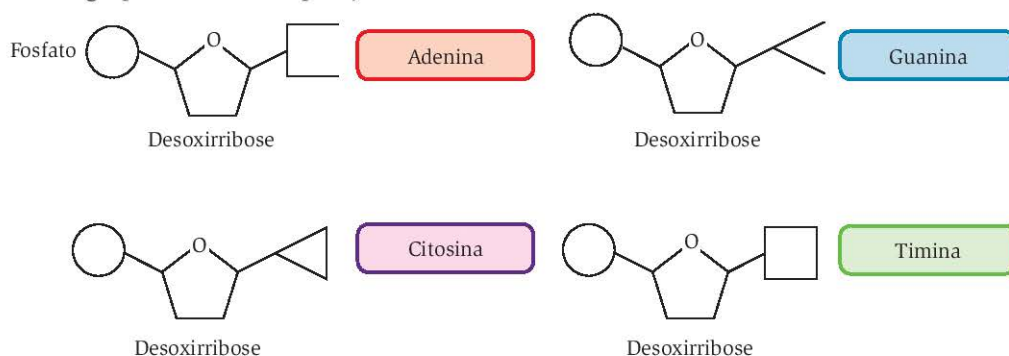 Fosfato
O
Adenina
Desoxirribose
O
Guanina
Desoxirribose
O
Citosina
Desoxirribose
O
Timina
Desoxirribose